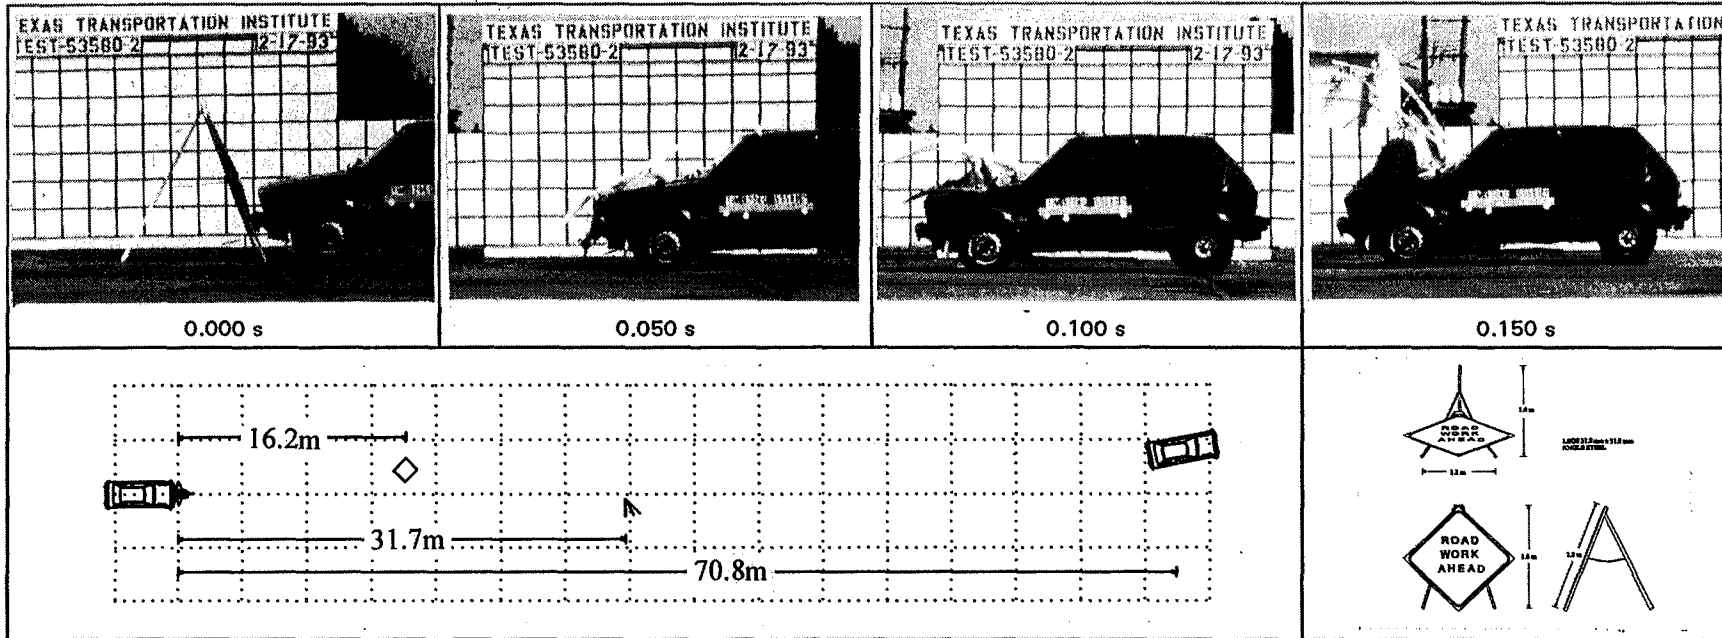 EXAS TRANSPORTATION INSTITUTE
TEST-53580-2 2-17-93
TEXAS TRANSPORTATION INSTITUTE
TEST-53580-2 2-17-93
TEXAS TRANSPORTATION INSTITUTE
TEST-53580-2 2-17-93
TEXAS TRANSPORTATION
TEST-53580-2
0.000 s
0.050 s
0.100 s
0.150 s
16.2m
31.7m
70.8m
ROAD
WORK
AHEAD
ROAD
WORK
AHEAD